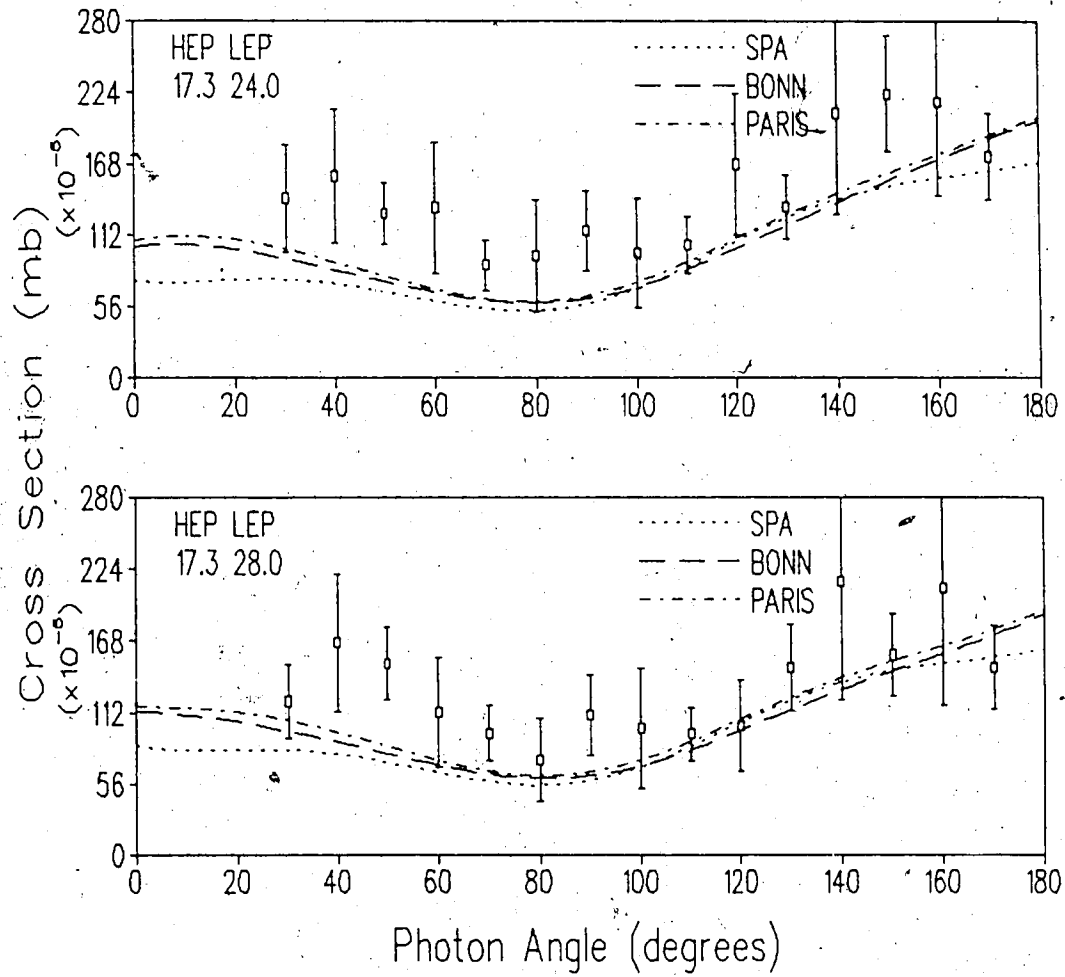 Cross Section (mb)
(x10⁻⁸)
280
224
168
112
56
0
HEP LEP
17.3 24.0
SPA
BONN
PARIS
0 20 40 60 80 100 120 140 160 180
(x10⁻⁸)
280
224
168
112
56
0
HEP LEP
17.3 28.0
SPA
BONN
PARIS
0 20 40 60 80 100 120 140 160 180
Photon Angle (degrees)